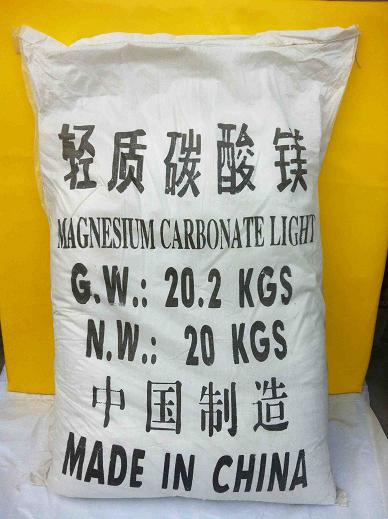 轻质碳酸镁
MAGNESIUM CARBONATE LIGHT
G.W.: 20.2 KGS
N.W.: 20 KGS
中国制造
MADE IN CHINA